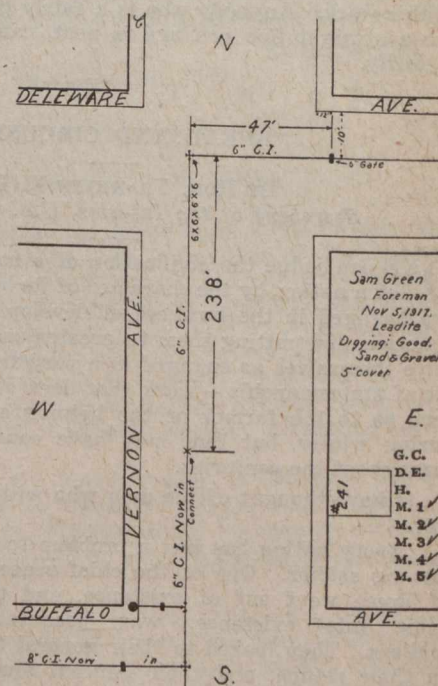 N
DELEWARE
AVE.
47'
12"
10'
6" C.I.
6" Gate
6x6x6x6
238'
6" C.I.
AVE.
VERNON
W
Sam Green
Foreman
Nov 5, 1917.
Leadite
Digging: Good.
Sand & Gravel
5' cover
E.
G. C.
D. E.
H.
M. 1 ✓
M. 2 ✓
M. 3 ✓
M. 4 ✓
M. 5 ✓
#241
6" C.I. Now in
Connect
BUFFALO
AVE.
8" C.I. Now in
S.